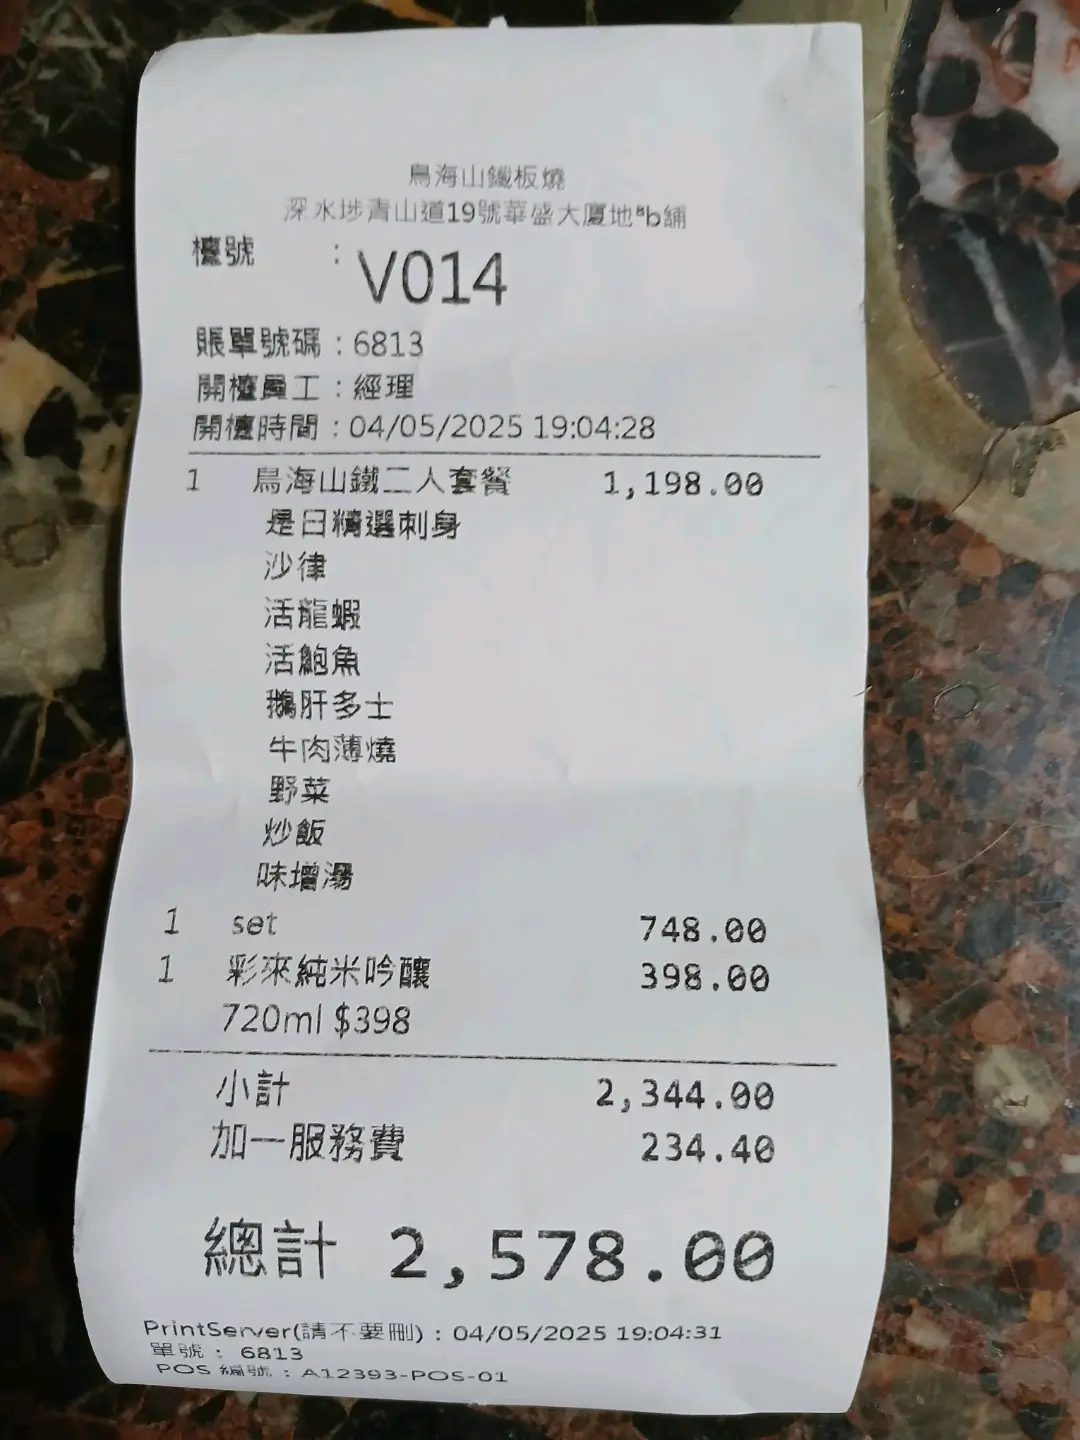 鳥海山鐵板燒
深水埗青山道19號華盛大廈地⁸b舖
檯號 : V014
賬單號碼 : 6813
開檯員工 : 經理
開檯時間 : 04/05/2025 19:04:28
1 鳥海山鐵二人套餐 1,198.00
是日精選刺身
沙律
活龍蝦
活鮑魚
鵝肝多士
牛肉薄燒
野菜
炒飯
味增湯
1 set 748.00
1 彩來純米吟釀 398.00
720ml $398
小計 2,344.00
加一服務費 234.40
總計 2,578.00
PrintServer(請不要刪) : 04/05/2025 19:04:31
單號 : 6813
POS 編號 : A12393-POS-01